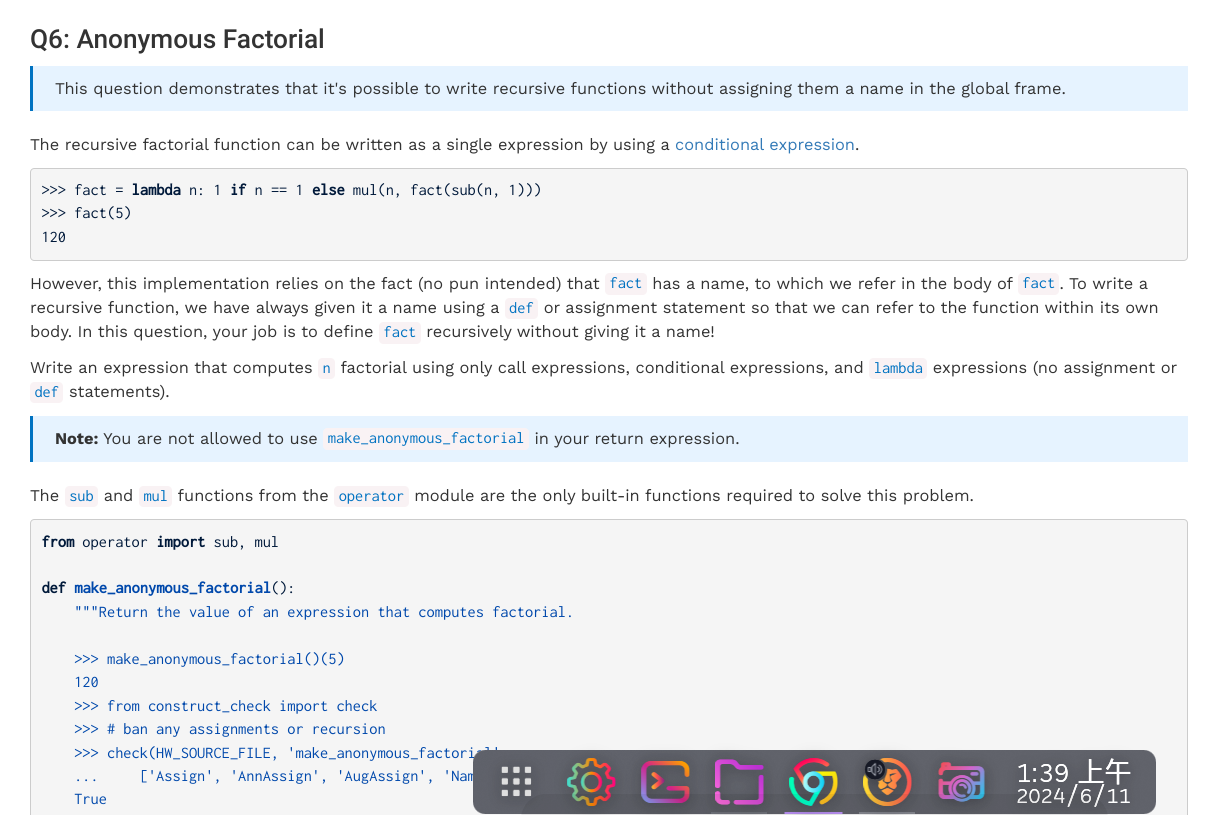 Q6: Anonymous Factorial
This question demonstrates that it's possible to write recursive functions without assigning them a name in the global frame.
The recursive factorial function can be written as a single expression by using a conditional expression.
>>> fact = lambda n: 1 if n == 1 else mul(n, fact(sub(n, 1)))
>>> fact(5)
120
However, this implementation relies on the fact (no pun intended) that fact has a name, to which we refer in the body of fact. To write a
recursive function, we have always given it a name using a def or assignment statement so that we can refer to the function within its own
body. In this question, your job is to define fact recursively without giving it a name!
Write an expression that computes n factorial using only call expressions, conditional expressions, and lambda expressions (no assignment or
def statements).
Note: You are not allowed to use make_anonymous_factorial in your return expression.
The sub and mul functions from the operator module are the only built-in functions required to solve this problem.
from operator import sub, mul
def make_anonymous_factorial():
"""Return the value of an expression that computes factorial.
>>> make_anonymous_factorial()(5)
120
>>> from construct_check import check
>>> # ban any assignments or recursion
>>> check(HW_SOURCE_FILE, 'make_anonymous_factorial',
... ['Assign', 'AnnAssign', 'AugAssign',
True
1:39 上午
2024/6/11